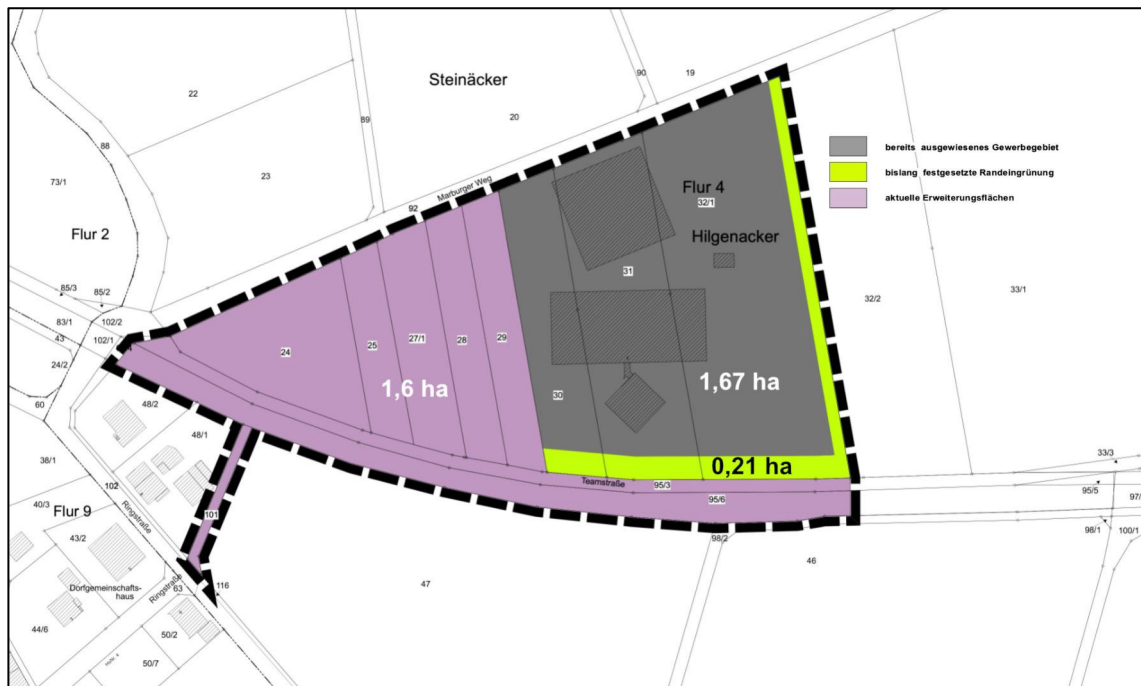 Steinäcker
22
90
19
20
89
88
23
73/1
92
Marburger Weg
Flur 2
85/3
85/2
83/1
102/2
43
102/1
24/2
60
24
25
27/1
28
29
1,6 ha
Flur 4
32/1
Hilgenacker
31
30
1,67 ha
0,21 ha
bereits ausgewiesenes Gewerbegebiet
bislang festgesetzte Randeingrünung
aktuelle Erweiterungsflächen
32/2
33/1
Teamstraße
95/3
95/6
33/3
95/5
97/
98/1
100/1
98/2
46
47
48/2
48/1
38/1
102
101
Ringstraße
40/3
Flur 9
43/2
Dorfgemeinschafts-
haus
Ringstraße
63
116
44/6
50/2
50/7